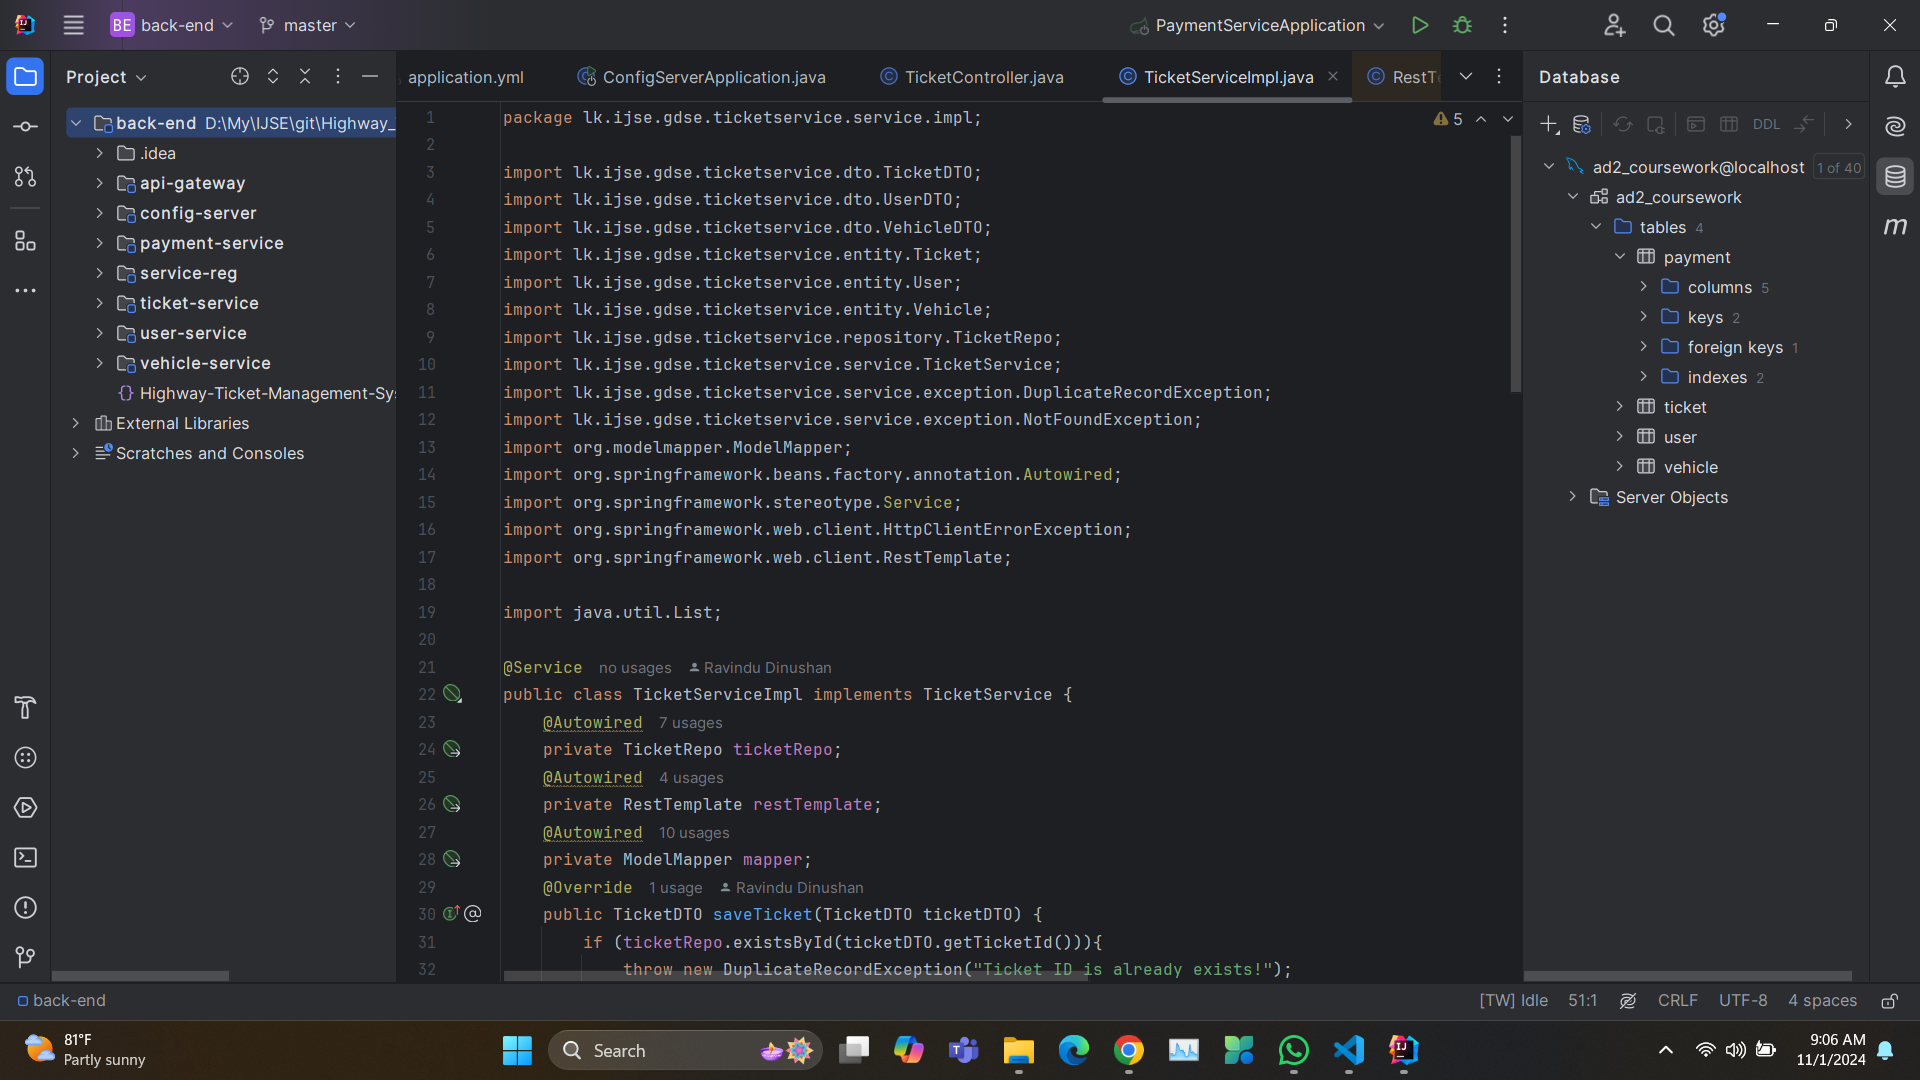 BE back-end
master
PaymentServiceApplication
Project
application.yml
ConfigServerApplication.java
TicketController.java
TicketServiceImpl.java
RestT
Database
back-end D:\My\IJSE\git\Highway_
.idea
api-gateway
config-server
payment-service
service-reg
ticket-service
user-service
vehicle-service
Highway-Ticket-Management-Sy
External Libraries
Scratches and Consoles
5
1 package lk.ijse.gdse.ticketservice.service.impl;
2
3 import lk.ijse.gdse.ticketservice.dto.TicketDTO;
4 import lk.ijse.gdse.ticketservice.dto.UserDTO;
5 import lk.ijse.gdse.ticketservice.dto.VehicleDTO;
6 import lk.ijse.gdse.ticketservice.entity.Ticket;
7 import lk.ijse.gdse.ticketservice.entity.User;
8 import lk.ijse.gdse.ticketservice.entity.Vehicle;
9 import lk.ijse.gdse.ticketservice.repository.TicketRepo;
10 import lk.ijse.gdse.ticketservice.service.TicketService;
11 import lk.ijse.gdse.ticketservice.service.exception.DuplicateRecordException;
12 import lk.ijse.gdse.ticketservice.service.exception.NotFoundException;
13 import org.modelmapper.ModelMapper;
14 import org.springframework.beans.factory.annotation.Autowired;
15 import org.springframework.stereotype.Service;
16 import org.springframework.web.client.HttpClientErrorException;
17 import org.springframework.web.client.RestTemplate;
18
19 import java.util.List;
20
21 @Service no usages Ravindu Dinushan
22 public class TicketServiceImpl implements TicketService {
23 @Autowired 7 usages
24 private TicketRepo ticketRepo;
25 @Autowired 4 usages
26 private RestTemplate restTemplate;
27 @Autowired 10 usages
28 private ModelMapper mapper;
29 @Override 1 usage Ravindu Dinushan
30 public TicketDTO saveTicket(TicketDTO ticketDTO) {
31 if (ticketRepo.existsById(ticketDTO.getTicketId())){
32 throw new DuplicateRecordException("Ticket ID is already exists!");
DDL
ad2_coursework@localhost 1 of 40
ad2_coursework
tables 4
payment
columns 5
keys 2
foreign keys 1
indexes 2
ticket
user
vehicle
Server Objects
m
back-end
[TW] Idle 51:1 CRLF UTF-8 4 spaces
81°F
Partly sunny
Search
9:06 AM
11/1/2024